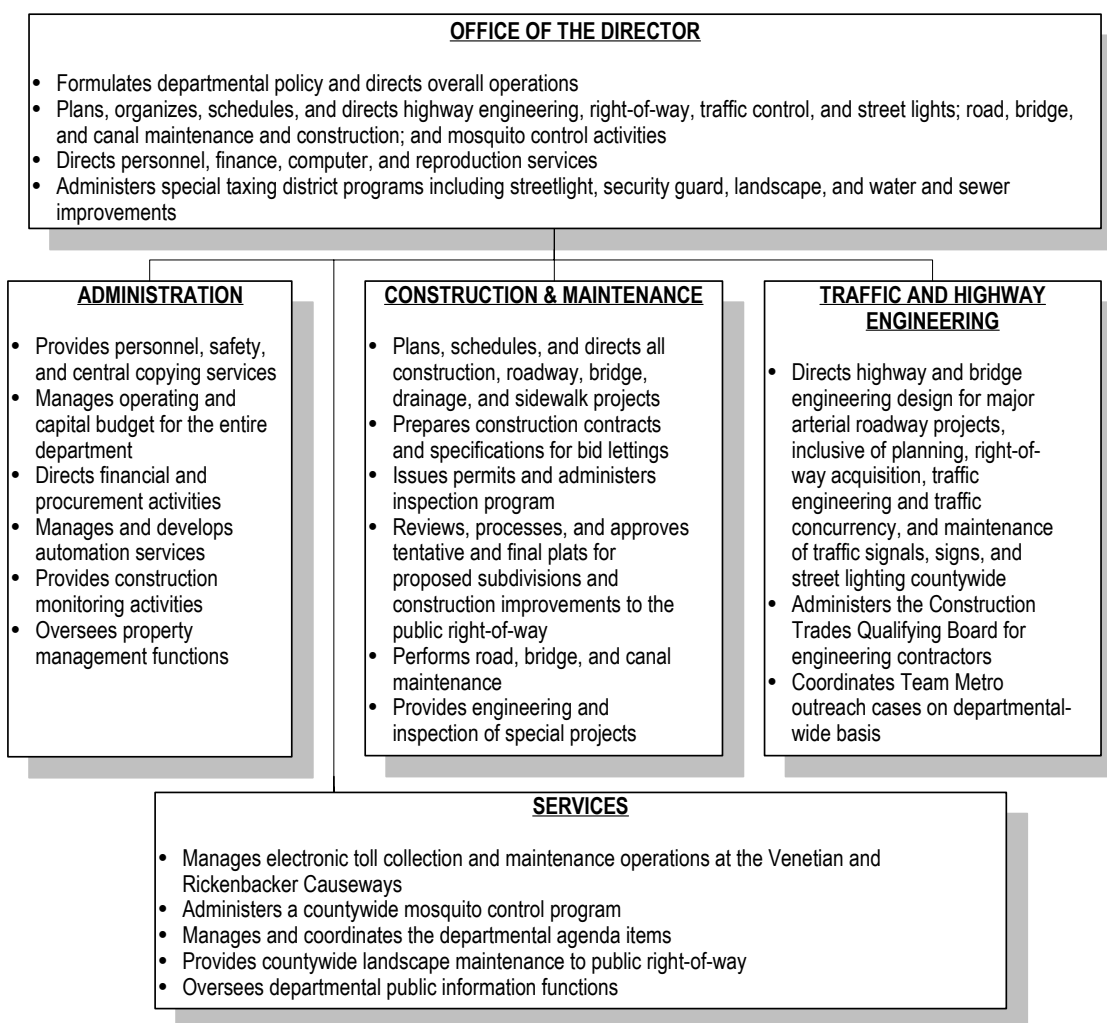 OFFICE OF THE DIRECTOR
• Formulates departmental policy and directs overall operations
• Plans, organizes, schedules, and directs highway engineering, right-of-way, traffic control, and street lights; road, bridge,
and canal maintenance and construction; and mosquito control activities
• Directs personnel, finance, computer, and reproduction services
• Administers special taxing district programs including streetlight, security guard, landscape, and water and sewer
improvements
ADMINISTRATION
• Provides personnel, safety,
and central copying services
• Manages operating and
capital budget for the entire
department
• Directs financial and
procurement activities
• Manages and develops
automation services
• Provides construction
monitoring activities
• Oversees property
management functions
CONSTRUCTION & MAINTENANCE
• Plans, schedules, and directs all
construction, roadway, bridge,
drainage, and sidewalk projects
• Prepares construction contracts
and specifications for bid lettings
• Issues permits and administers
inspection program
• Reviews, processes, and approves
tentative and final plats for
proposed subdivisions and
construction improvements to the
public right-of-way
• Performs road, bridge, and canal
maintenance
• Provides engineering and
inspection of special projects
TRAFFIC AND HIGHWAY
ENGINEERING
• Directs highway and bridge
engineering design for major
arterial roadway projects,
inclusive of planning, right-of-
way acquisition, traffic
engineering and traffic
concurrency, and maintenance
of traffic signals, signs, and
street lighting countywide
• Administers the Construction
Trades Qualifying Board for
engineering contractors
• Coordinates Team Metro
outreach cases on departmental-
wide basis
SERVICES
• Manages electronic toll collection and maintenance operations at the Venetian and
Rickenbacker Causeways
• Administers a countywide mosquito control program
• Manages and coordinates the departmental agenda items
• Provides countywide landscape maintenance to public right-of-way
• Oversees departmental public information functions